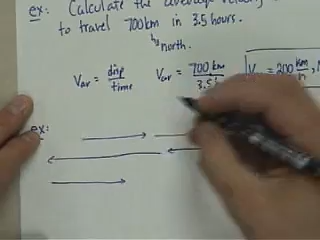 ex: Calculate the average velocity
to travel 700km in 3.5 hours.
north.
Vav = disp/time Vav = 700 km/3.5 h Vav = 200 km/h, N
ex: